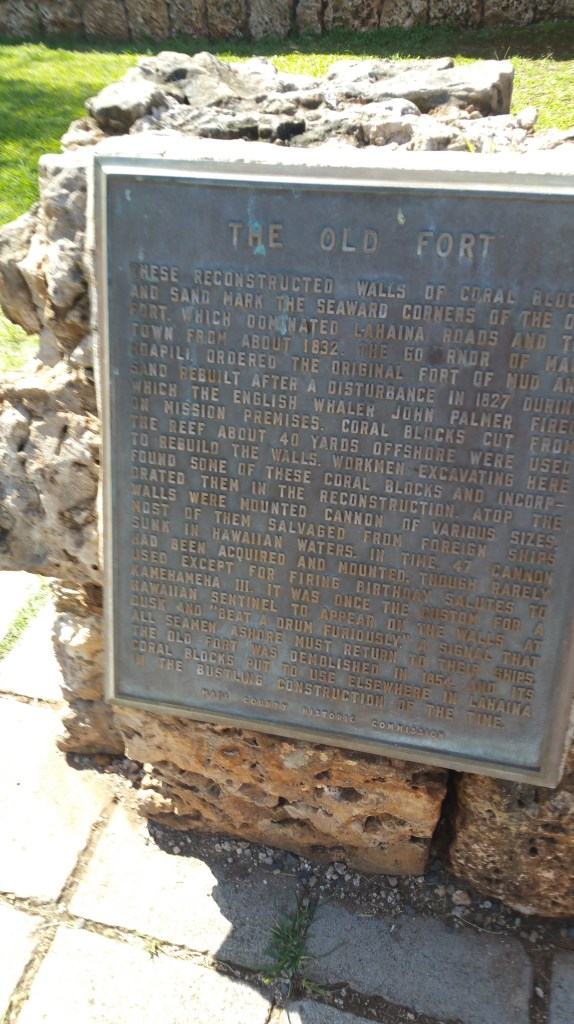 THE OLD FORT
THESE RECONSTRUCTED WALLS OF CORAL BLOC
AND SAND MARK THE SEAWARD CORNERS OF THE O
FORT. WHICH DOMINATED LAHAINA ROADS AND T
TOWN FROM ABOUT 1832. THE GO RNOR OF MA
HOAPILI, ORDERED THE ORIGINAL FORT OF MUD AN
SAND REBUILT AFTER A DISTURBANCE IN 1827 DURIN
WHICH THE ENGLISH WHALER JOHN PALMER FIRE
ON MISSION PREMISES. CORAL BLOCKS CUT FROM
THE REEF ABOUT 40 YARDS OFFSHORE WERE USED
TO REBUILD THE WALLS. WORKMEN EXCAVATING HERE
FOUND SOME OF THESE CORAL BLOCKS AND INCORP-
ORATED THEM IN THE RECONSTRUCTION. ATOP THE
WALLS WERE MOUNTED CANNON OF VARIOUS SIZES,
MOST OF THEM SALVAGED FROM FOREIGN SHIPS
SUNK IN HAWAIIAN WATERS. IN TIME 47 CANNON
HAD BEEN ACQUIRED AND MOUNTED, THOUGH RARELY
USED EXCEPT FOR FIRING BIRTHDAY SALUTES TO
KAMEHAMEHA III. IT WAS ONCE THE CUSTOM FOR A
HAWAIIAN SENTINEL TO APPEAR ON THE WALLS AT
DUSK AND "BEAT A DRUM FURIOUSLY," A SIGNAL THAT
ALL SEAMEN ASHORE MUST RETURN TO THEIR SHIPS.
THE OLD FORT WAS DEMOLISHED IN 1854 AND ITS
CORAL BLOCKS PUT TO USE ELSEWHERE IN LAHAINA
IN THE BUSTLING CONSTRUCTION OF THE TIME.
MAUI COUNTY HISTORIC COMMISSION